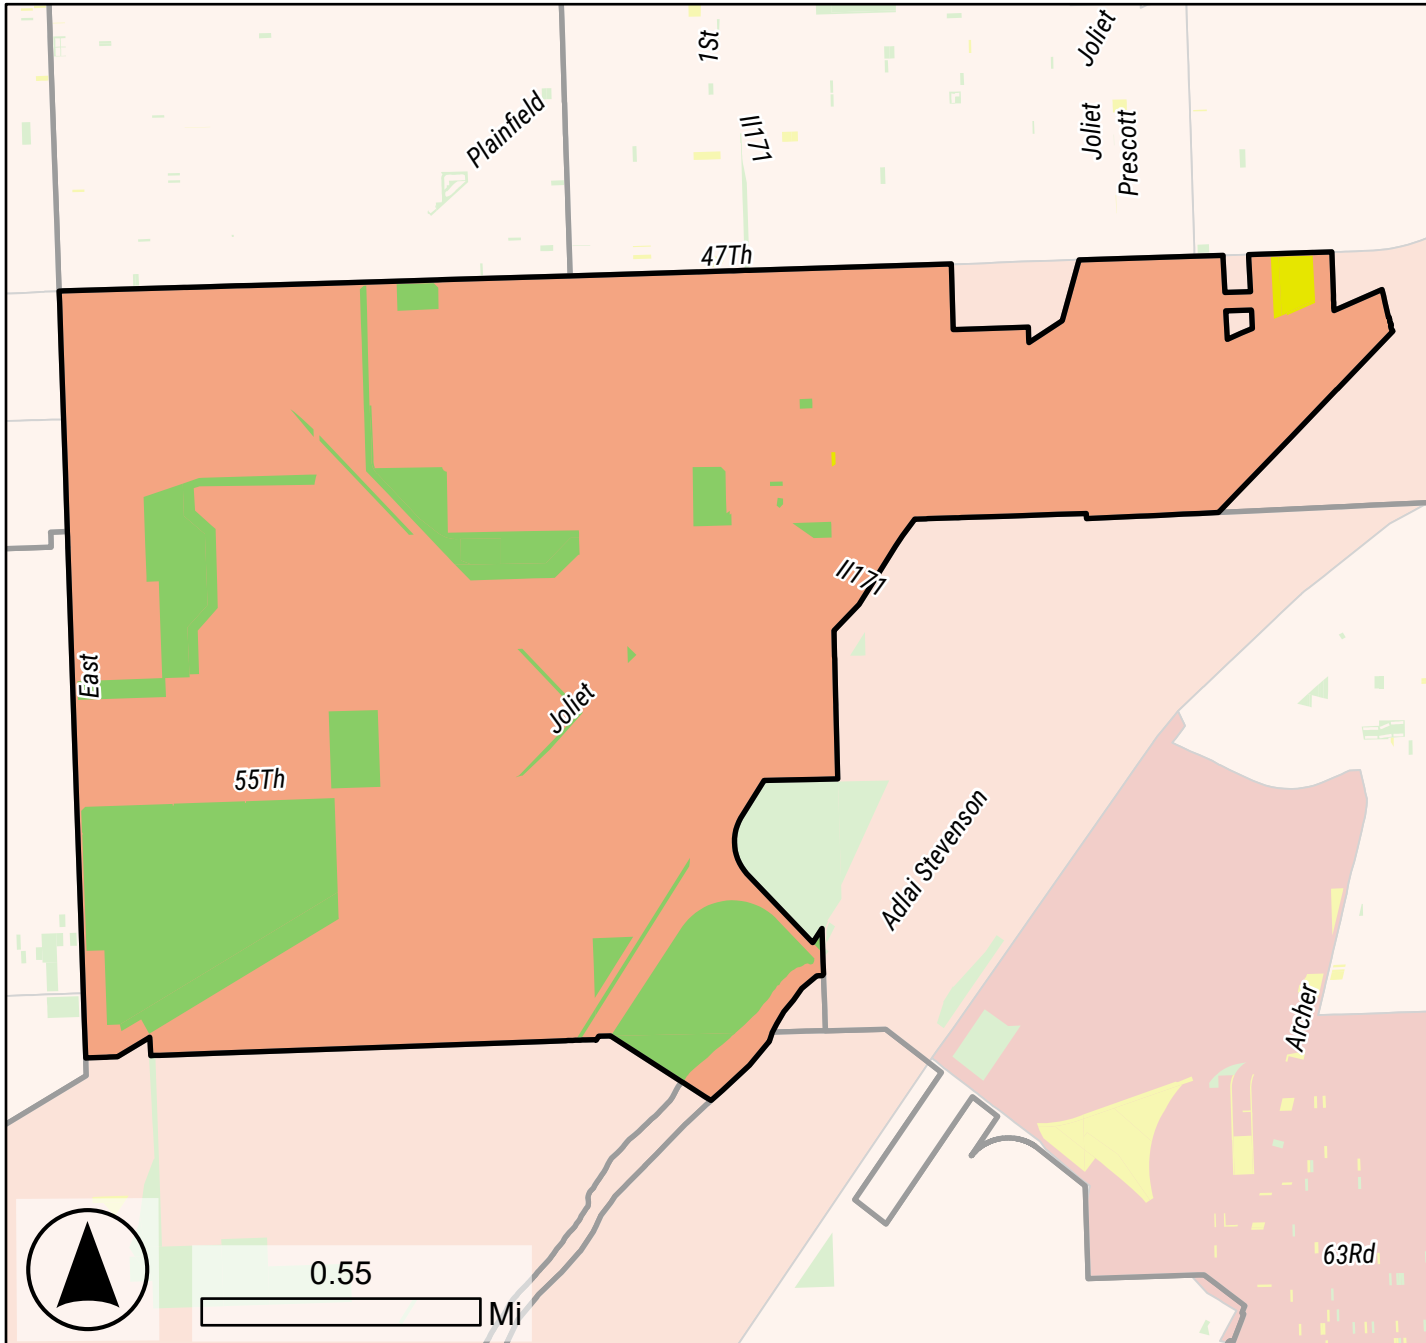 1St
Joliet
Plainfield
Il171
Joliet
Prescott
47Th
Il171
East
Joliet
55Th
Adlai Stevenson
Archer
63Rd
0.55
Mi